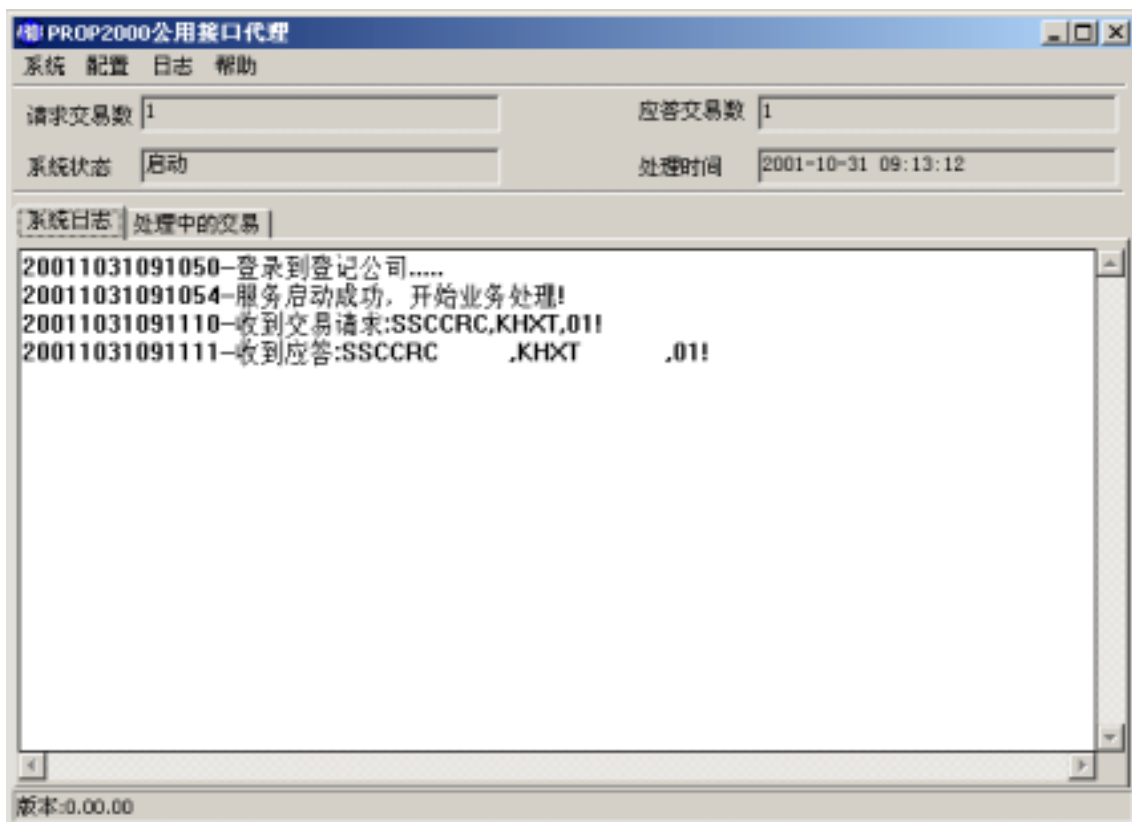 PROP2000公用接口代理
系统 配置 日志 帮助
请求交易数 1 应答交易数 1
系统状态 启动 处理时间 2001-10-31 09:13:12
系统日志 处理中的交易
20011031091050-登录到登记公司.....
20011031091054-服务启动成功，开始业务处理!
20011031091110-收到交易请求:SSCCRC,KHXT,01!
20011031091111-收到应答:SSCCRC ,KHXT ,01!
版本:0.00.00